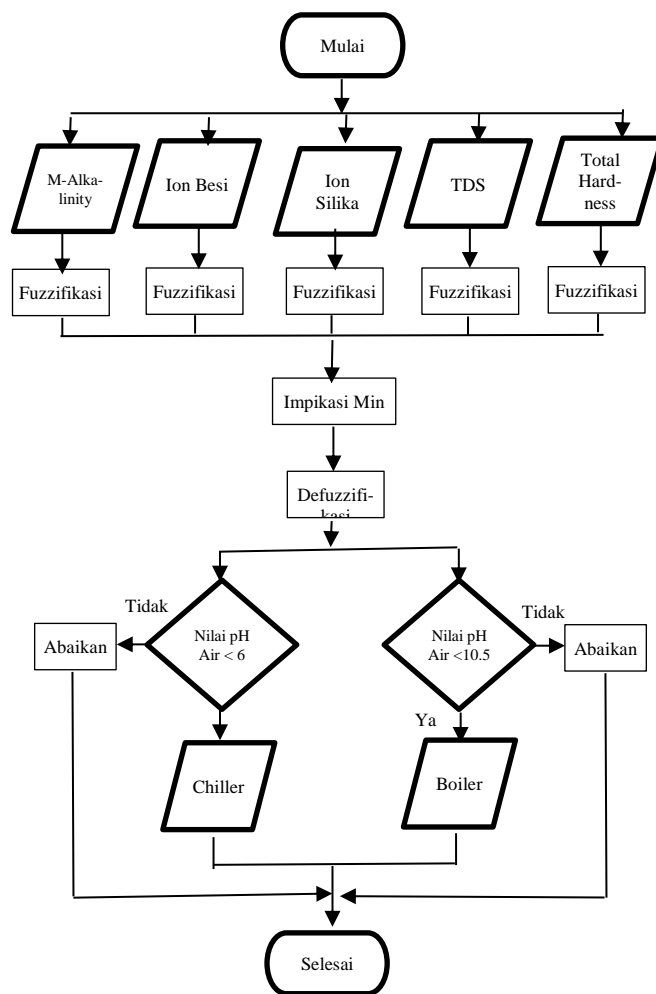 Mulai
M-Alka-
linity
Ion Besi
Ion
Silika
TDS
Total
Hard-
ness
Fuzzifikasi
Fuzzifikasi
Fuzzifikasi
Fuzzifikasi
Fuzzifikasi
Impikasi Min
Defuzzifi-
kasi
Tidak
Nilai pH
Air < 6
Abaikan
Nilai pH
Air <10.5
Tidak
Abaikan
Ya
Chiller
Boiler
Selesai